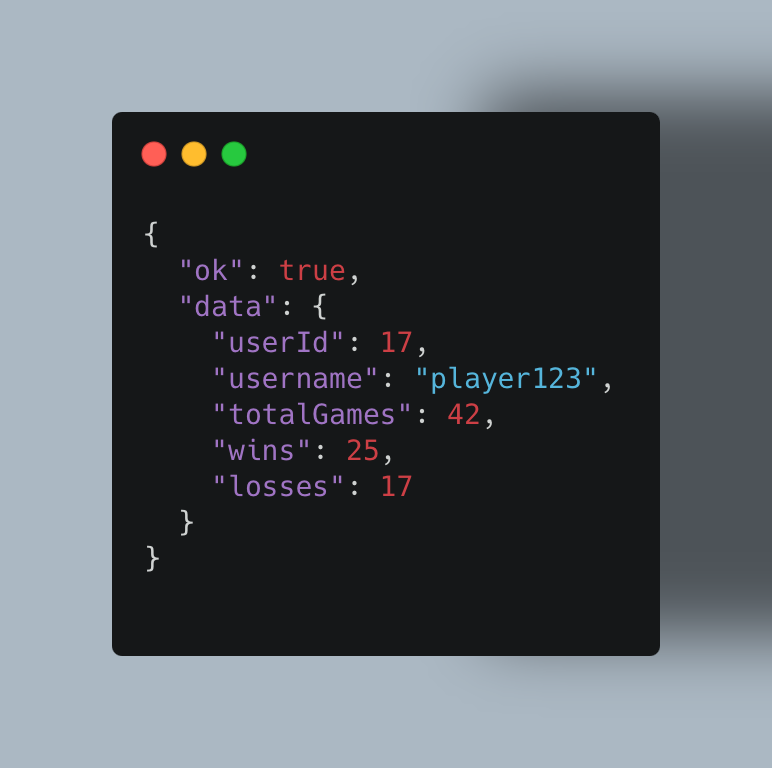 {
  "ok": true,
  "data": {
    "userId": 17,
    "username": "player123",
    "totalGames": 42,
    "wins": 25,
    "losses": 17
  }
}